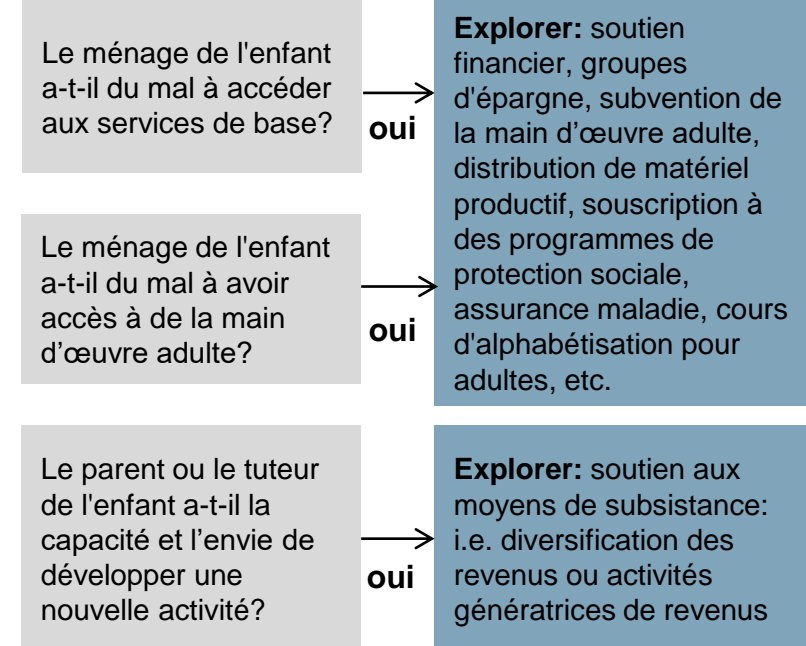 Le ménage de l'enfant
a-t-il du mal à accéder
aux services de base?
oui
Le ménage de l'enfant
a-t-il du mal à avoir
accès à de la main
d’œuvre adulte?
oui
Explorer: soutien
financier, groupes
d'épargne, subvention de
la main d’œuvre adulte,
distribution de matériel
productif, souscription à
des programmes de
protection sociale,
assurance maladie, cours
d'alphabétisation pour
adultes, etc.
Le parent ou le tuteur
de l'enfant a-t-il la
capacité et l’envie de
développer une
nouvelle activité?
oui
Explorer: soutien aux
moyens de subsistance:
i.e. diversification des
revenus ou activités
génératrices de revenus